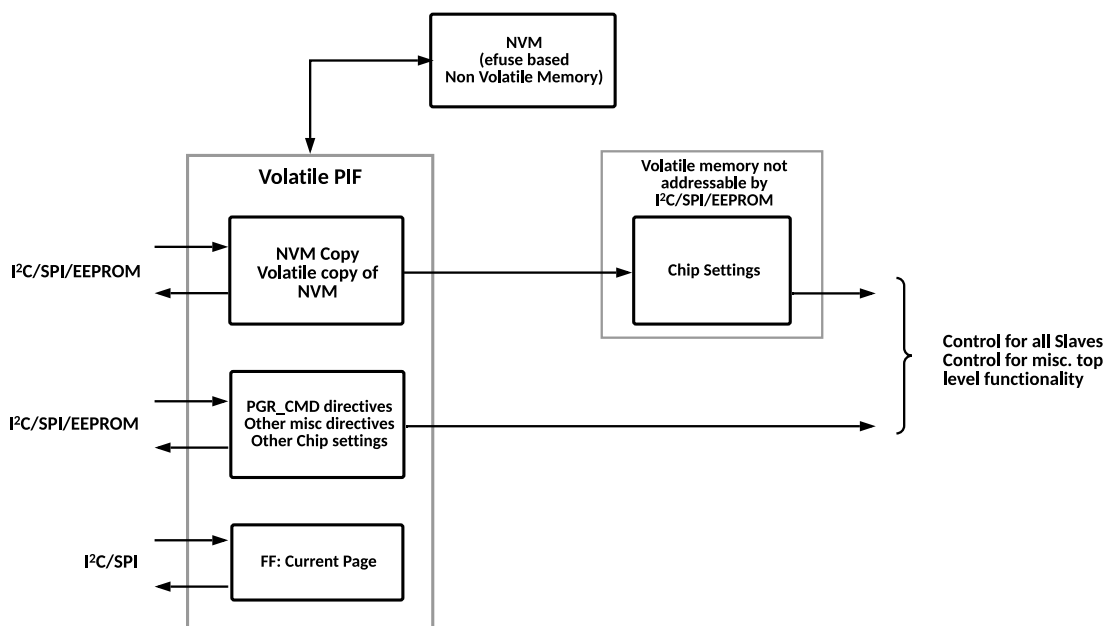 NVM
(efuse based
Non Volatile Memory)
Volatile PIF
Volatile memory not
addressable by
I²C/SPI/EEPROM
I²C/SPI/EEPROM
NVM Copy
Volatile copy of
NVM
Chip Settings
Control for all Slaves
Control for misc. top
level functionality
I²C/SPI/EEPROM
PGR_CMD directives
Other misc directives
Other Chip settings
I²C/SPI
FF: Current Page